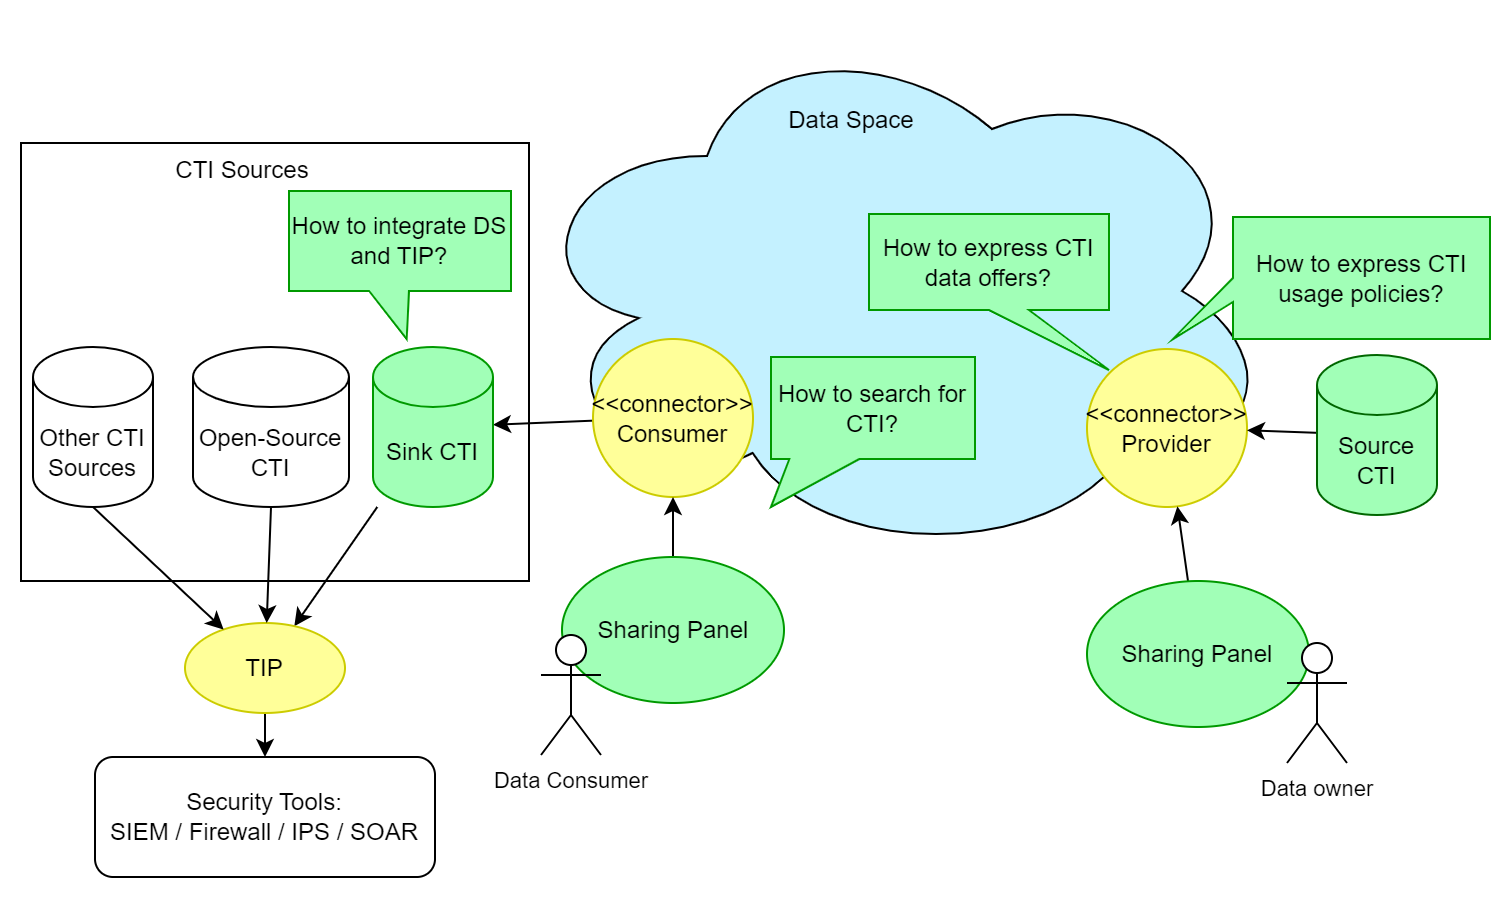 Data Space
CTI Sources
How to integrate DS
and TIP?
How to express CTI
data offers?
How to express CTI
usage policies?
Other CTI
Sources
Open-Source
CTI
Sink CTI
<<connector>>
Consumer
How to search for
CTI?
<<connector>>
Provider
Source
CTI
Sharing Panel
Sharing Panel
TIP
Data Consumer
Data owner
Security Tools:
SIEM / Firewall / IPS / SOAR